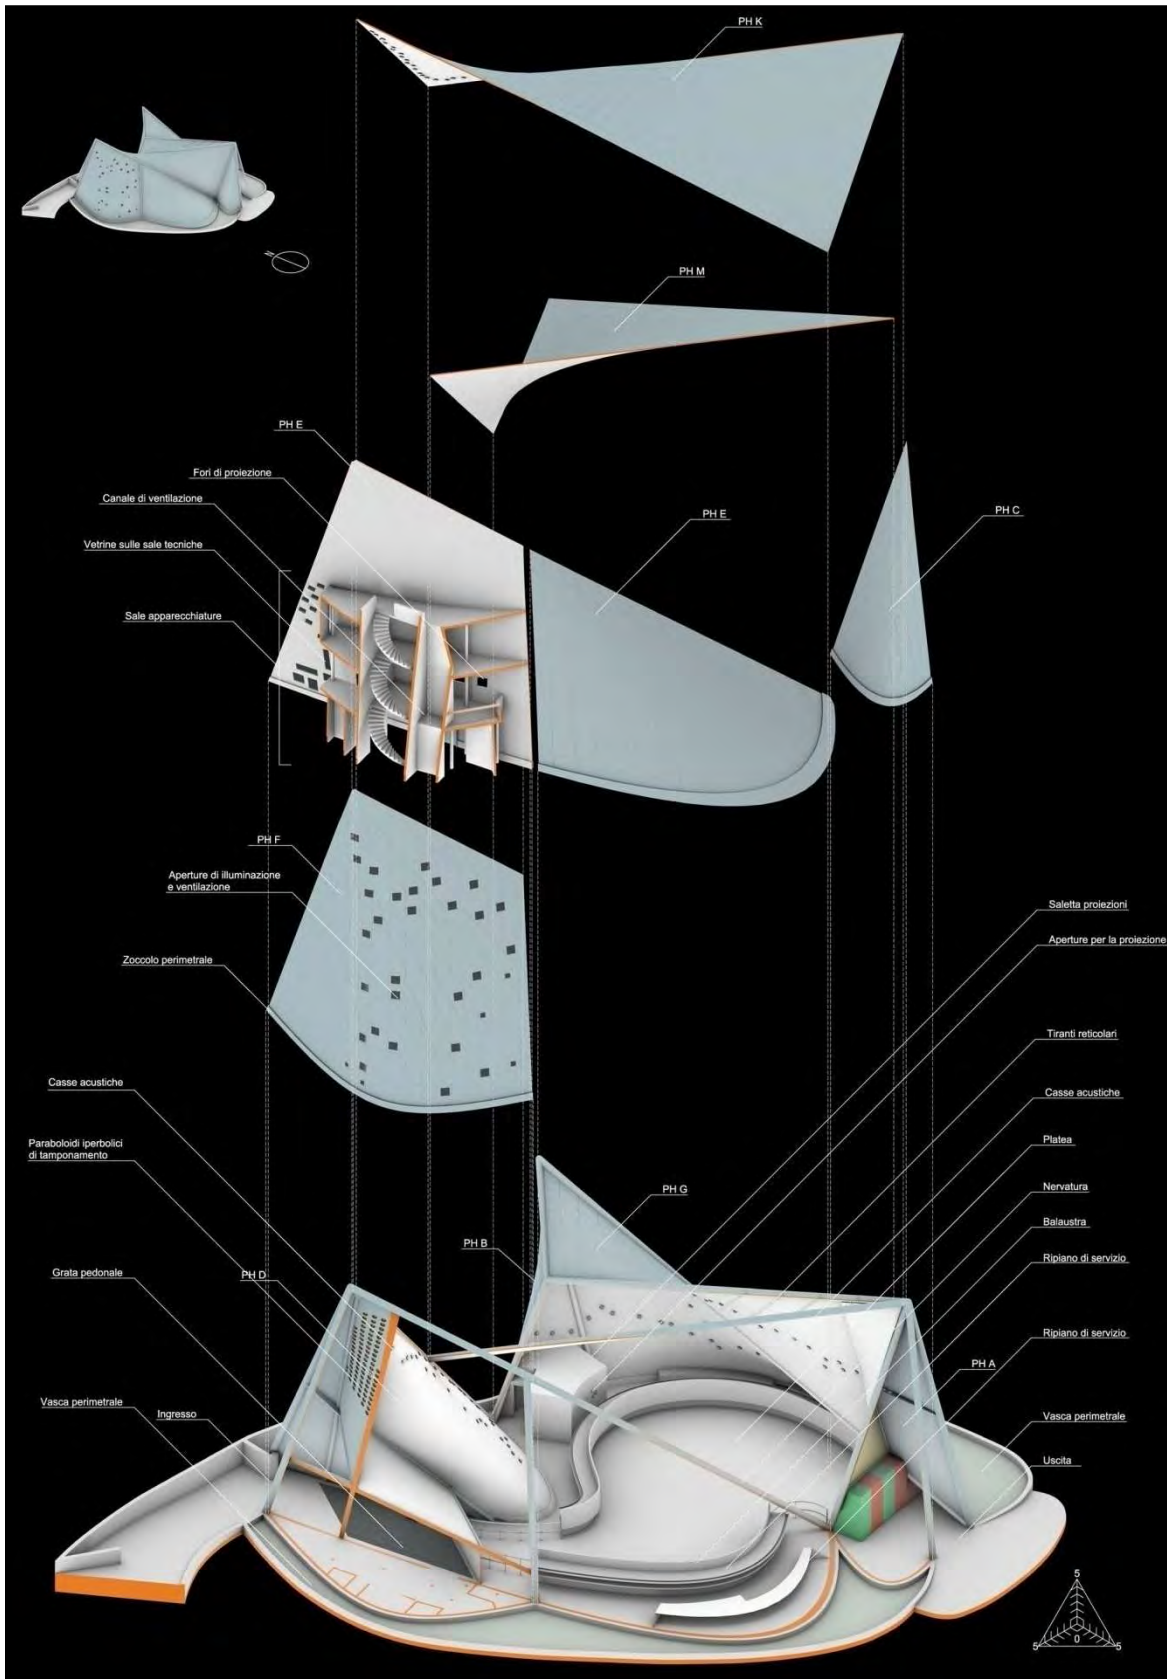 PH K
N
PH M
PH E
Fori di proiezione
Canale di ventilazione
Vetrine sulle sale tecniche
Sale apparecchiature
PH E
PH C
PH F
Aperture di illuminazione
e ventilazione
Zoccolo perimetrale
Saletta proiezioni
Aperture per la proiezione
Tiranti reticolari
Casse acustiche
Platea
Nervatura
Balaustra
Ripiano di servizio
Ripiano di servizio
PH A
Vasca perimetrale
Uscita
Casse acustiche
Paraboloidi iperbolici
di tamponamento
Grata pedonale
Vasca perimetrale
Ingresso
PH D
PH B
PH G
5
5
0
5